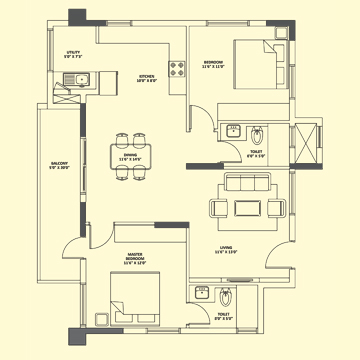 UTILITY
5'0" X 7'3"
KITCHEN
10'0" X 8'0"
BEDROOM
11'6" X 11'0"
DINING
11'6" X 14'5"
TOILET
8'0" X 5'0"
BALCONY
5'0" X 30'0"
LIVING
11'6" X 13'0"
MASTER
BEDROOM
11'6" X 12'0"
TOILET
8'0" X 5'0"